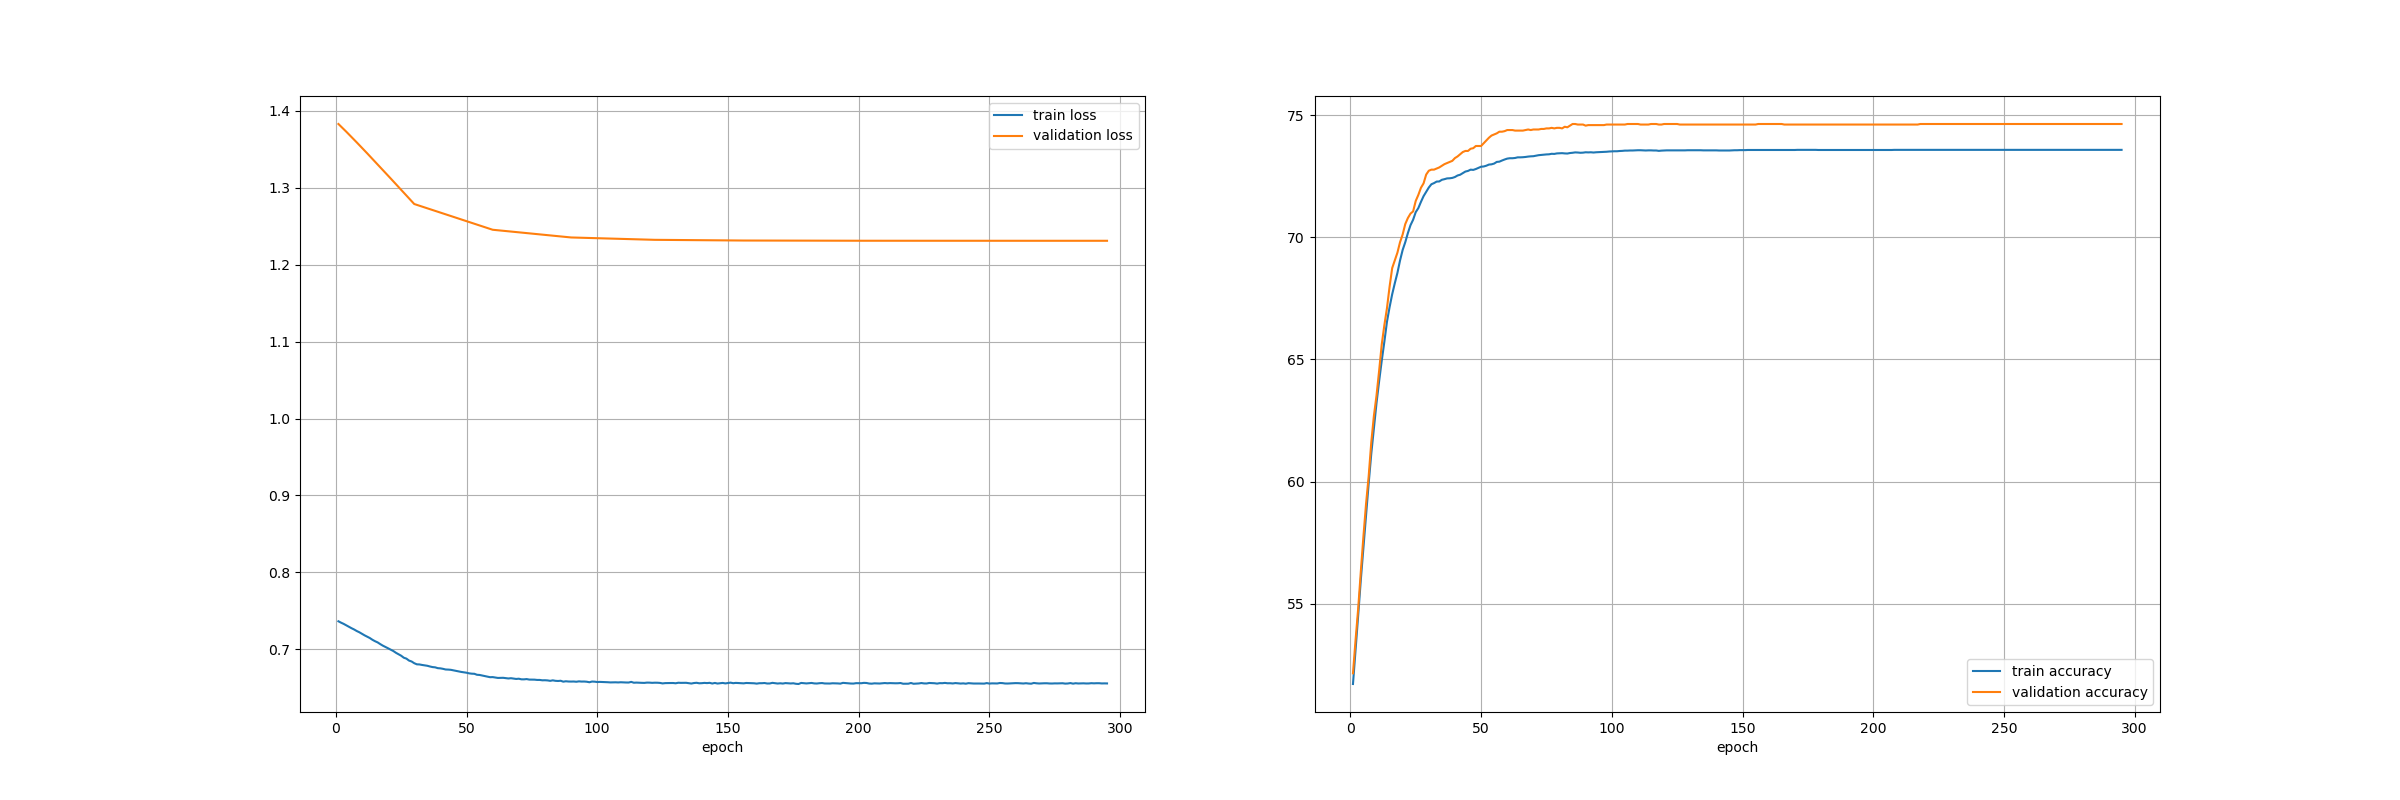 1.4
1.3
1.2
1.1
1.0
0.9
0.8
0.7
0 50 100 150 200 250 300
epoch
train loss
validation loss
75
70
65
60
55
0 50 100 150 200 250 300
epoch
train accuracy
validation accuracy